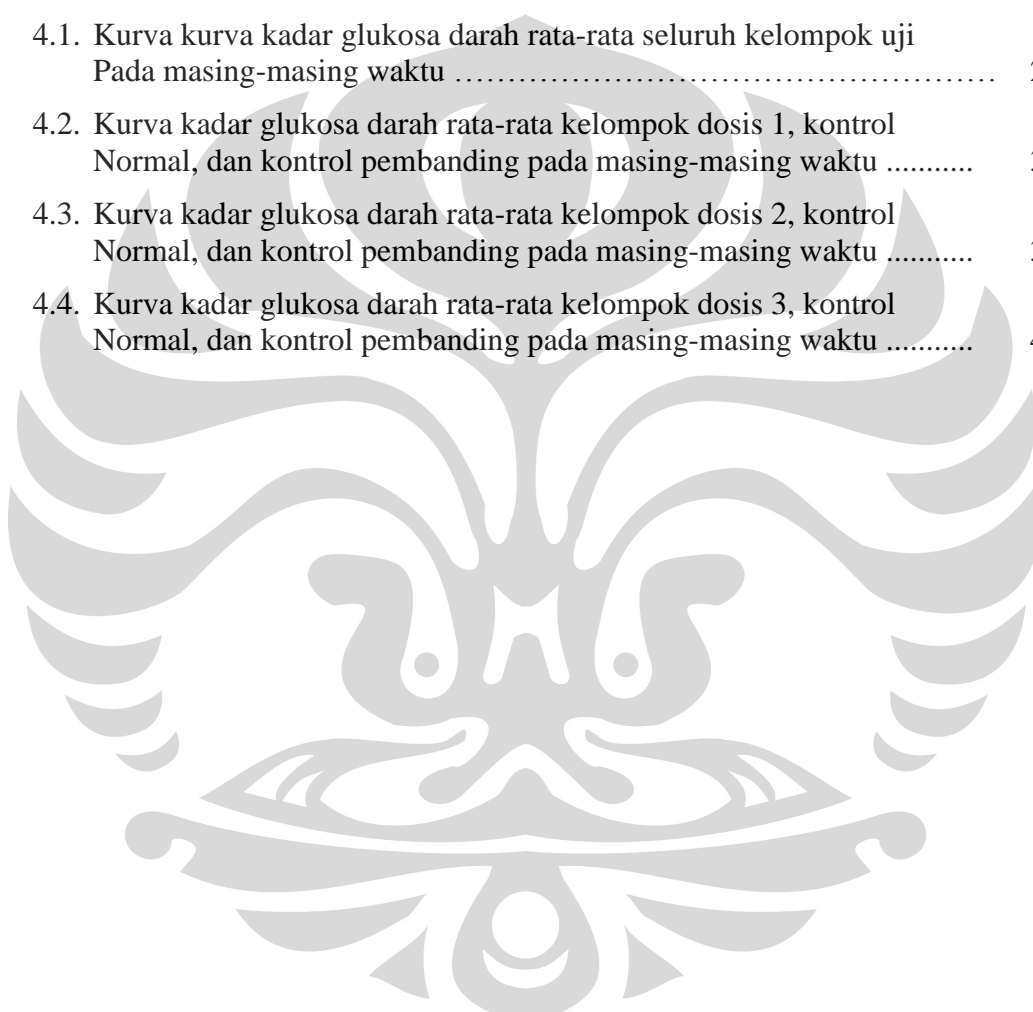 4.1. Kurva kurva kadar glukosa darah rata-rata seluruh kelompok uji
Pada masing-masing waktu ……………………………………………
4.2. Kurva kadar glukosa darah rata-rata kelompok dosis 1, kontrol
Normal, dan kontrol pembanding pada masing-masing waktu ...........
4.3. Kurva kadar glukosa darah rata-rata kelompok dosis 2, kontrol
Normal, dan kontrol pembanding pada masing-masing waktu ...........
4.4. Kurva kadar glukosa darah rata-rata kelompok dosis 3, kontrol
Normal, dan kontrol pembanding pada masing-masing waktu ...........